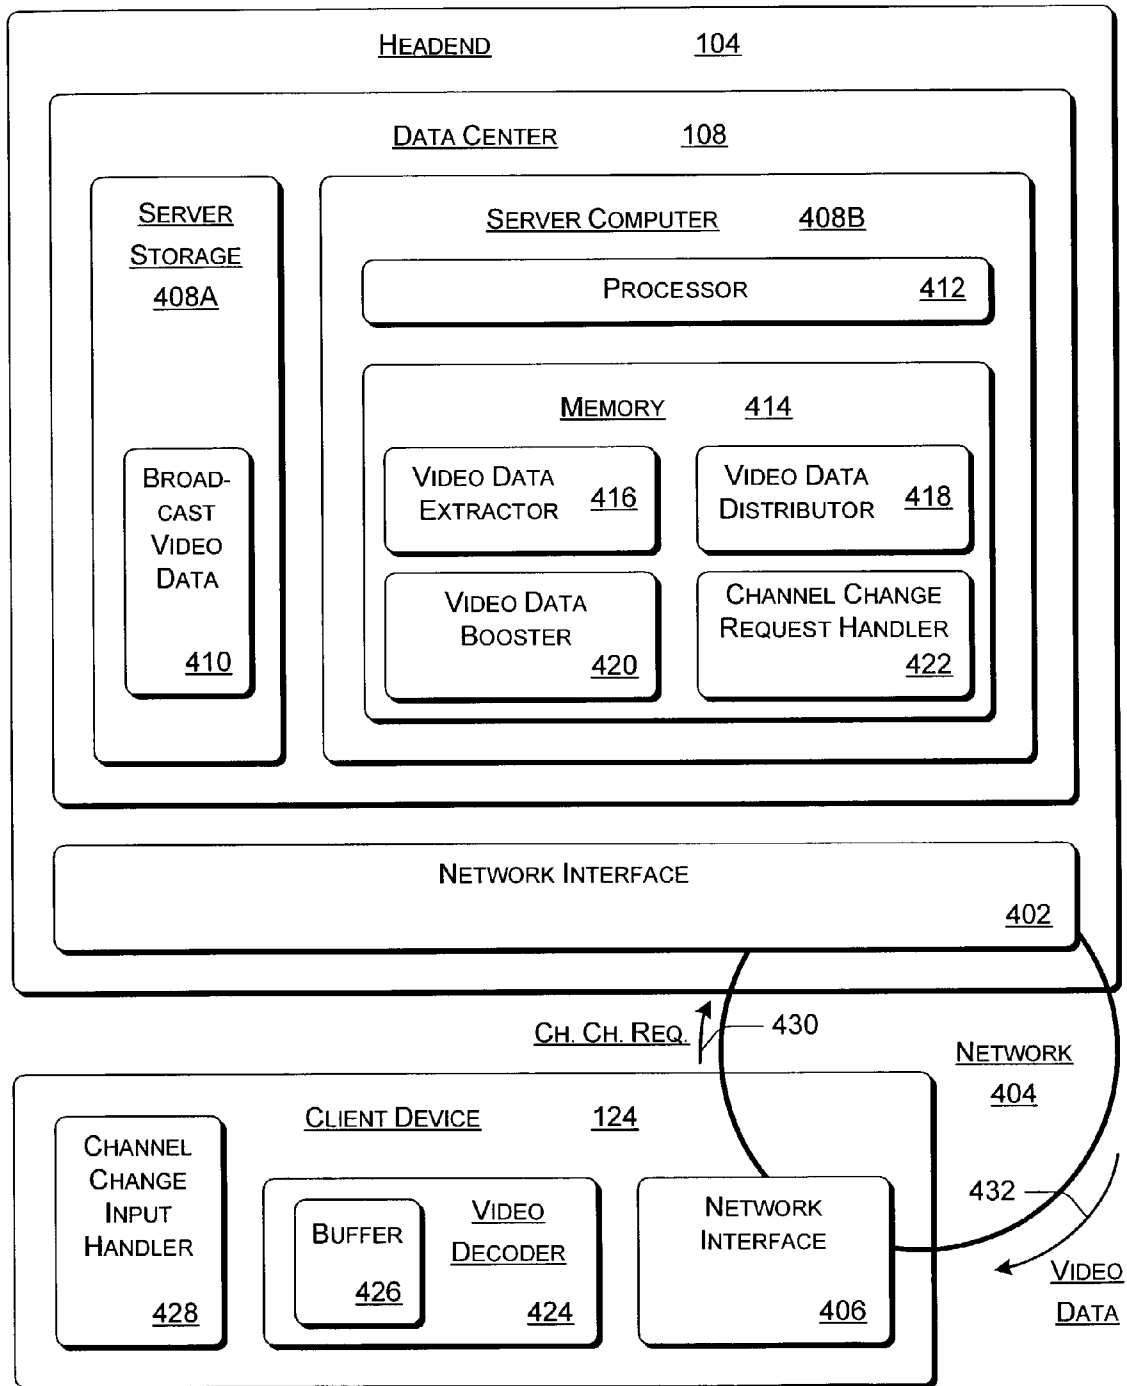 HEADEND 104
DATA CENTER 108
SERVER
STORAGE
408A
BROAD-
CAST
VIDEO
DATA
410
SERVER COMPUTER 408B
PROCESSOR 412
MEMORY 414
VIDEO DATA
EXTRACTOR 416
VIDEO DATA
DISTRIBUTOR 418
VIDEO DATA
BOOSTER
420
CHANNEL CHANGE
REQUEST HANDLER
422
NETWORK INTERFACE
402
CH. CH. REQ. 430
NETWORK
404
432
VIDEO
DATA
CLIENT DEVICE 124
CHANNEL
CHANGE
INPUT
HANDLER
428
BUFFER
426
VIDEO
DECODER
424
NETWORK
INTERFACE
406